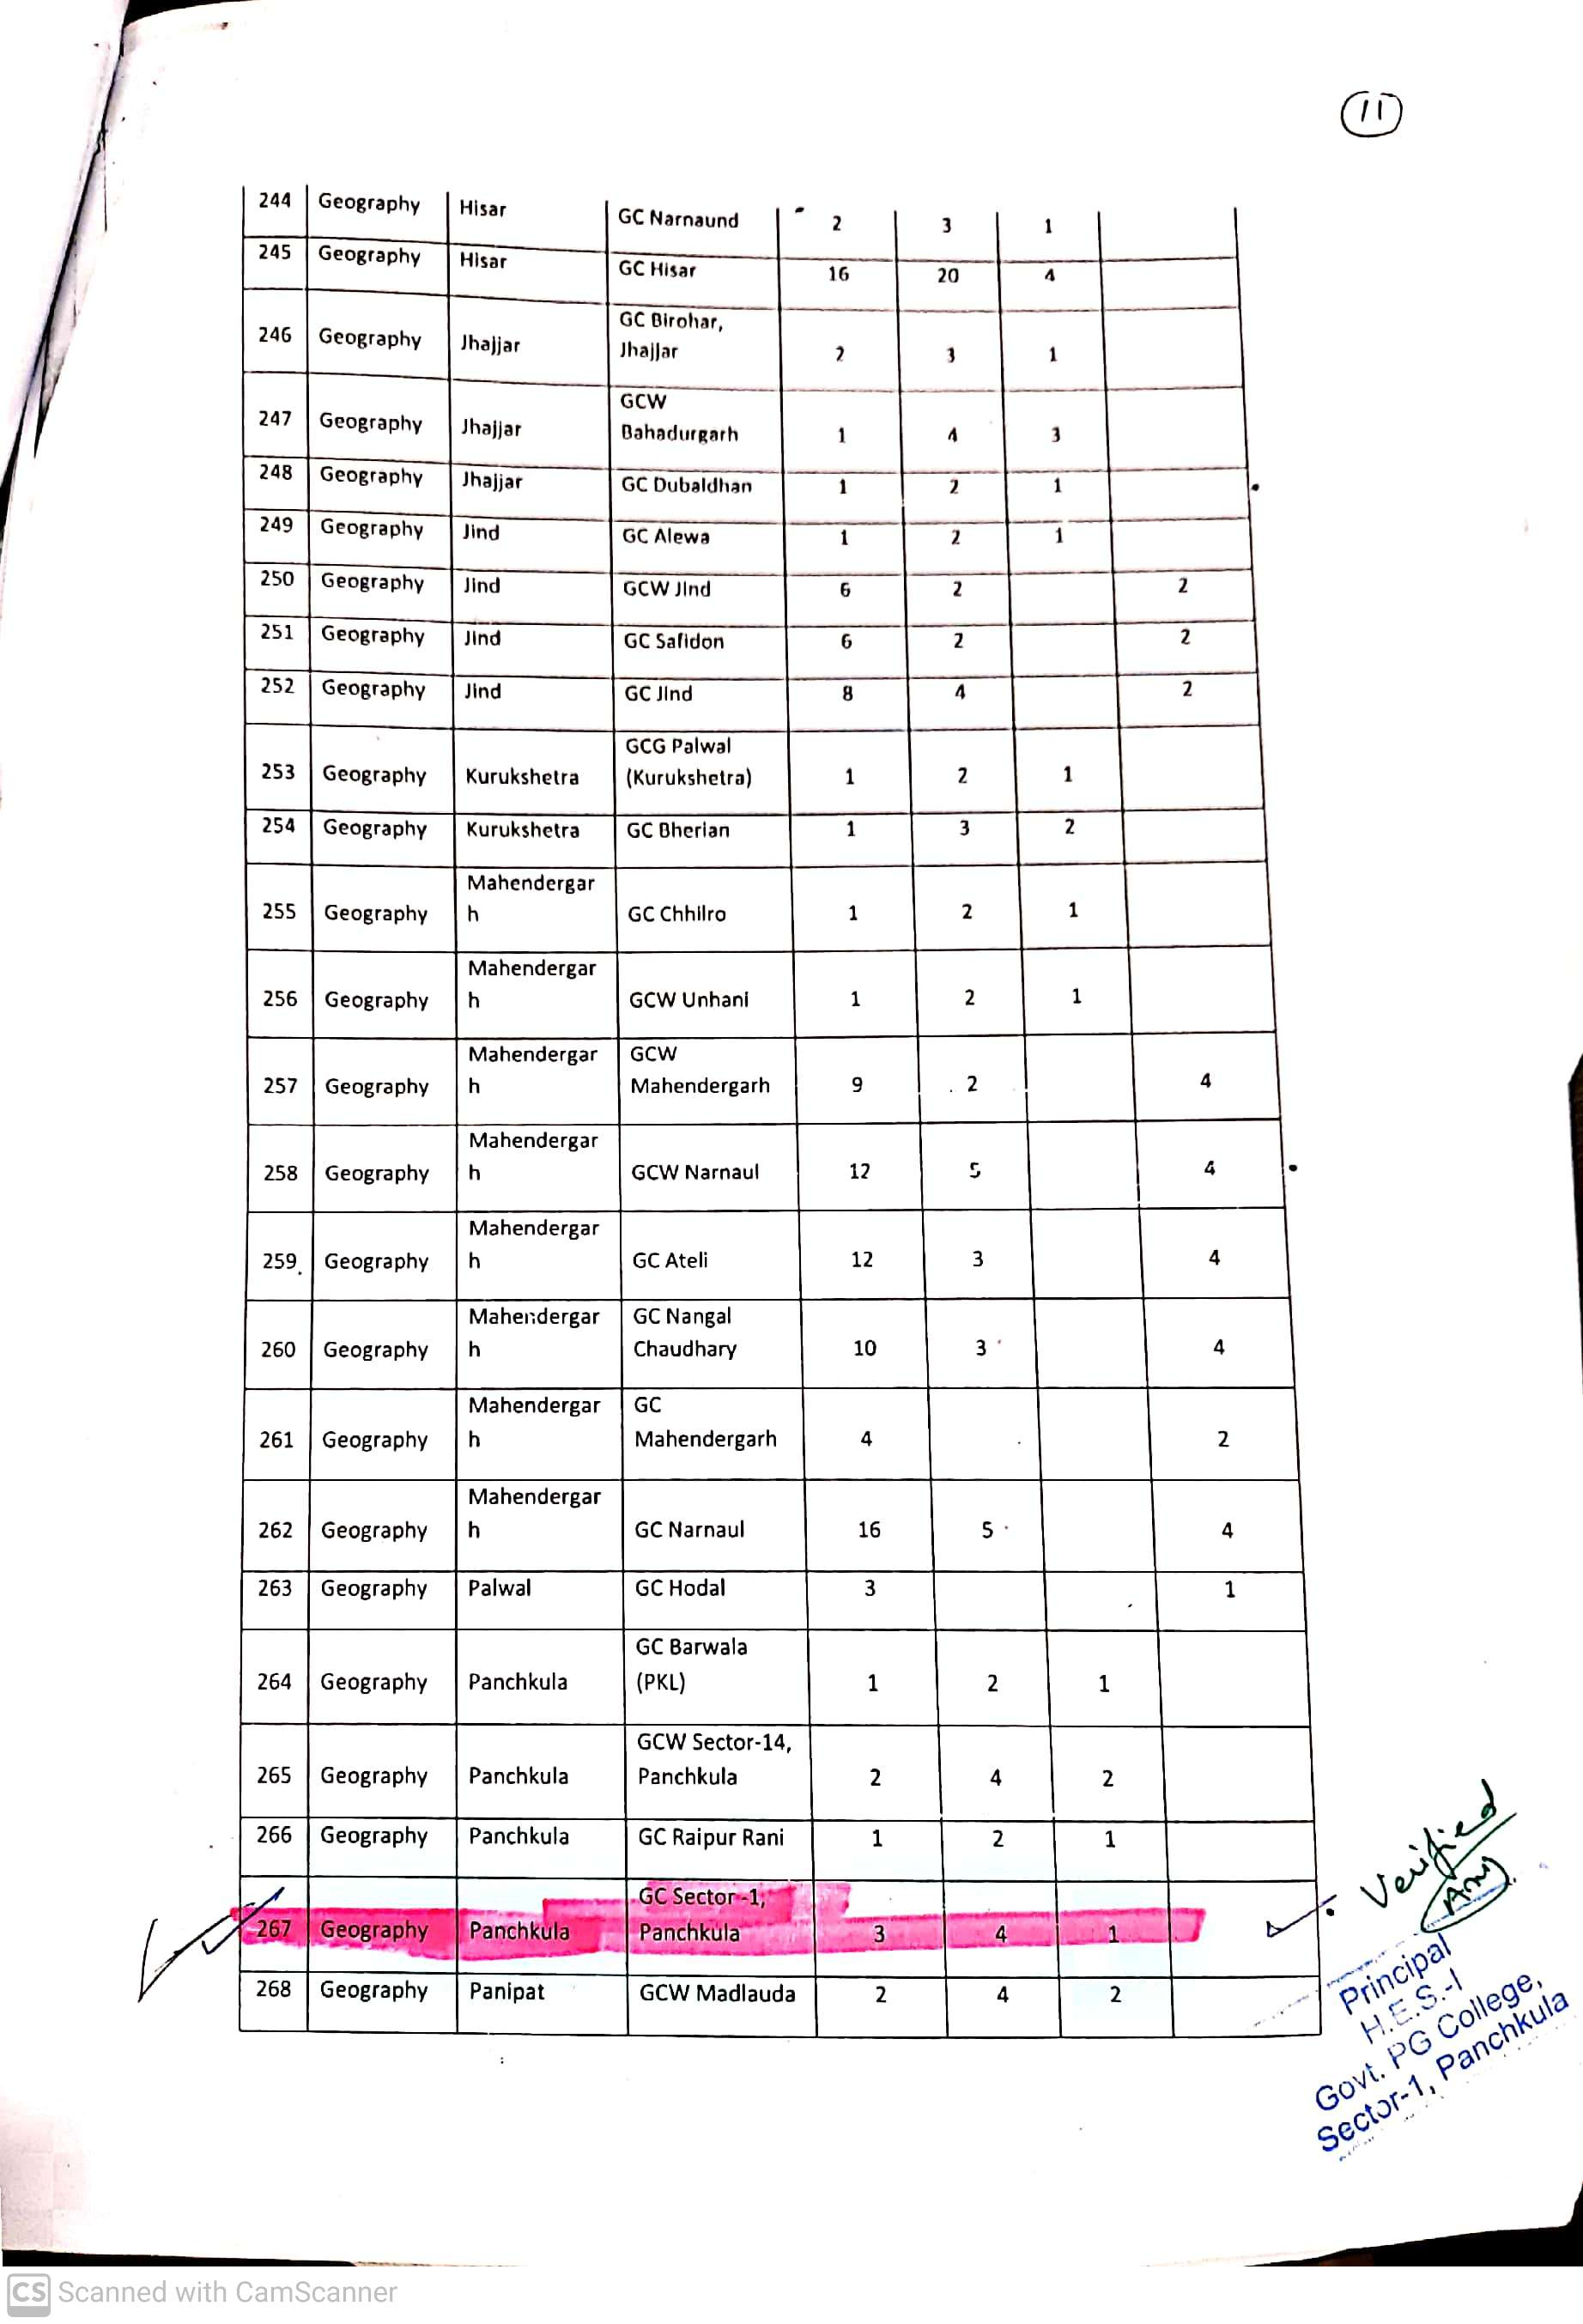 11
244 Geography Hisar GC Narnaund 2 3 1
245 Geography Hisar GC Hisar 16 20 4
246 Geography Jhajjar GC Birohar,
Jhajjar 2 3 1
247 Geography Jhajjar GCW
Bahadurgarh 1 4 3
248 Geography Jhajjar GC Dubaldhan 1 2 1
249 Geography Jind GC Alewa 1 2 1
250 Geography Jind GCW Jind 6 2 2
251 Geography Jind GC Safidon 6 2 2
252 Geography Jind GC Jind 8 4 2
253 Geography Kurukshetra GCG Palwal
(Kurukshetra) 1 2 1
254 Geography Kurukshetra GC Bherian 1 3 2
255 Geography Mahendergar
h GC Chhilro 1 2 1
256 Geography Mahendergar
h GCW Unhani 1 2 1
257 Geography Mahendergar GCW
h Mahendergarh 9 2 4
258 Geography Mahendergar
h GCW Narnaul 12 5 4
259 Geography Mahendergar
h GC Ateli 12 3 4
260 Geography Mahendergar GC Nangal
h Chaudhary 10 3 4
261 Geography Mahendergar GC
h Mahendergarh 4 2
262 Geography Mahendergar
h GC Narnaul 16 5 4
263 Geography Palwal GC Hodal 3 1
264 Geography Panchkula GC Barwala
(PKL) 1 2 1
265 Geography Panchkula GCW Sector-14,
Panchkula 2 4 2
266 Geography Panchkula GC Raipur Rani 1 2 1
267 Geography Panchkula GC Sector -1,
Panchkula 3 4 1
268 Geography Panipat GCW Madlauda 2 4 2
Verified
Principal
H.E.S.-I
Govt. PG College,
Sector-1, Panchkula
CS Scanned with CamScanner